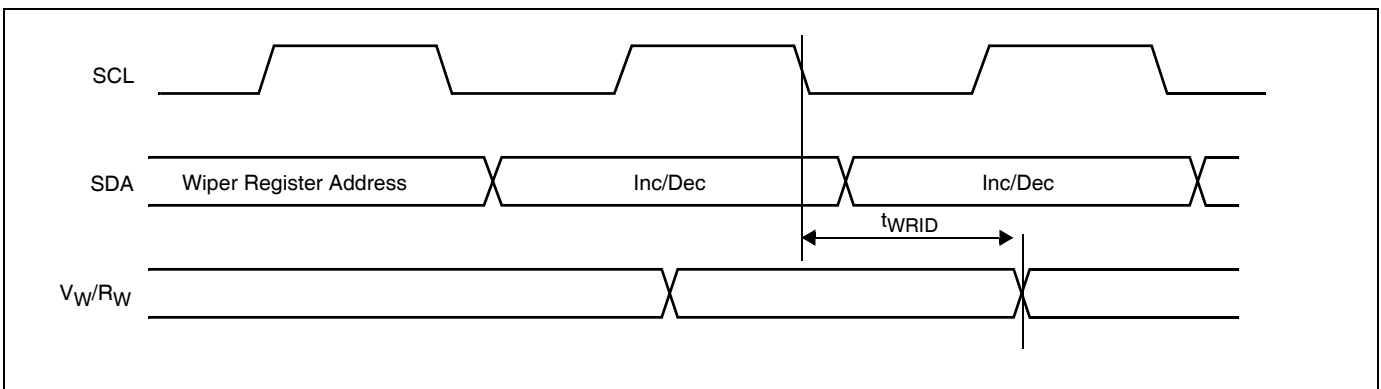 SCL
SDA Wiper Register Address Inc/Dec Inc/Dec
tWRID
VW/RW